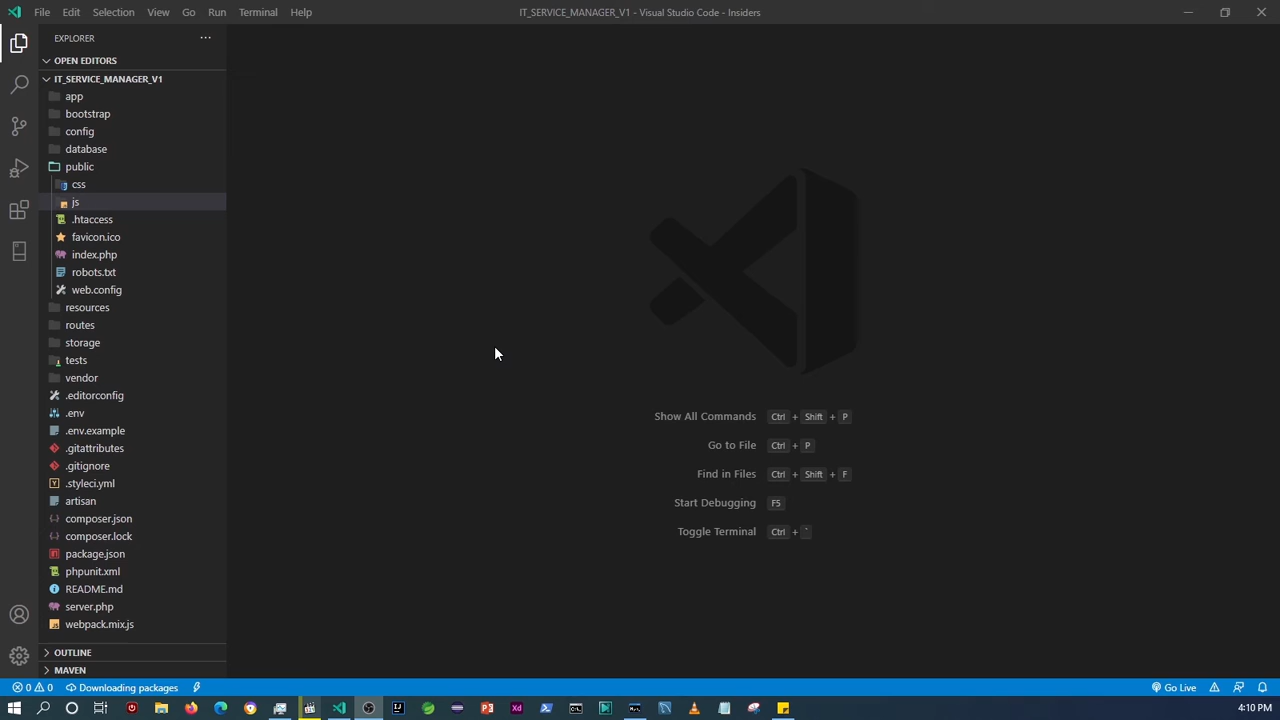 File Edit Selection View Go Run Terminal Help IT_SERVICE_MANAGER_V1 - Visual Studio Code - Insiders
EXPLORER
OPEN EDITORS
IT_SERVICE_MANAGER_V1
app
bootstrap
config
database
public
css
js
.htaccess
favicon.ico
index.php
robots.txt
web.config
resources
routes
storage
tests
vendor
.editorconfig
.env
.env.example
.gitattributes
.gitignore
.styleci.yml
artisan
composer.json
composer.lock
package.json
phpunit.xml
README.md
server.php
webpack.mix.js
OUTLINE
MAVEN
Show All Commands Ctrl + Shift + P
Go to File Ctrl + P
Find in Files Ctrl + Shift + F
Start Debugging F5
Toggle Terminal Ctrl + `
0 0 Downloading packages Go Live
4:10 PM